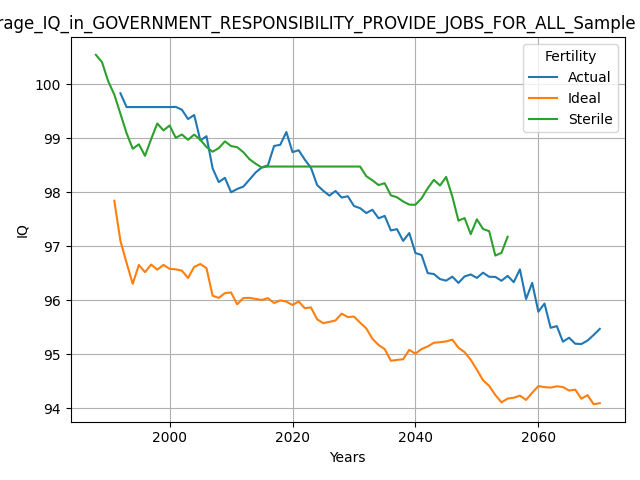 rage_IQ_in_GOVERNMENT_RESPONSIBILITY_PROVIDE_JOBS_FOR_ALL_Sample
Fertility
Actual
Ideal
Sterile
100
99
98
97
96
95
94
IQ
2000
2020
2040
2060
Years